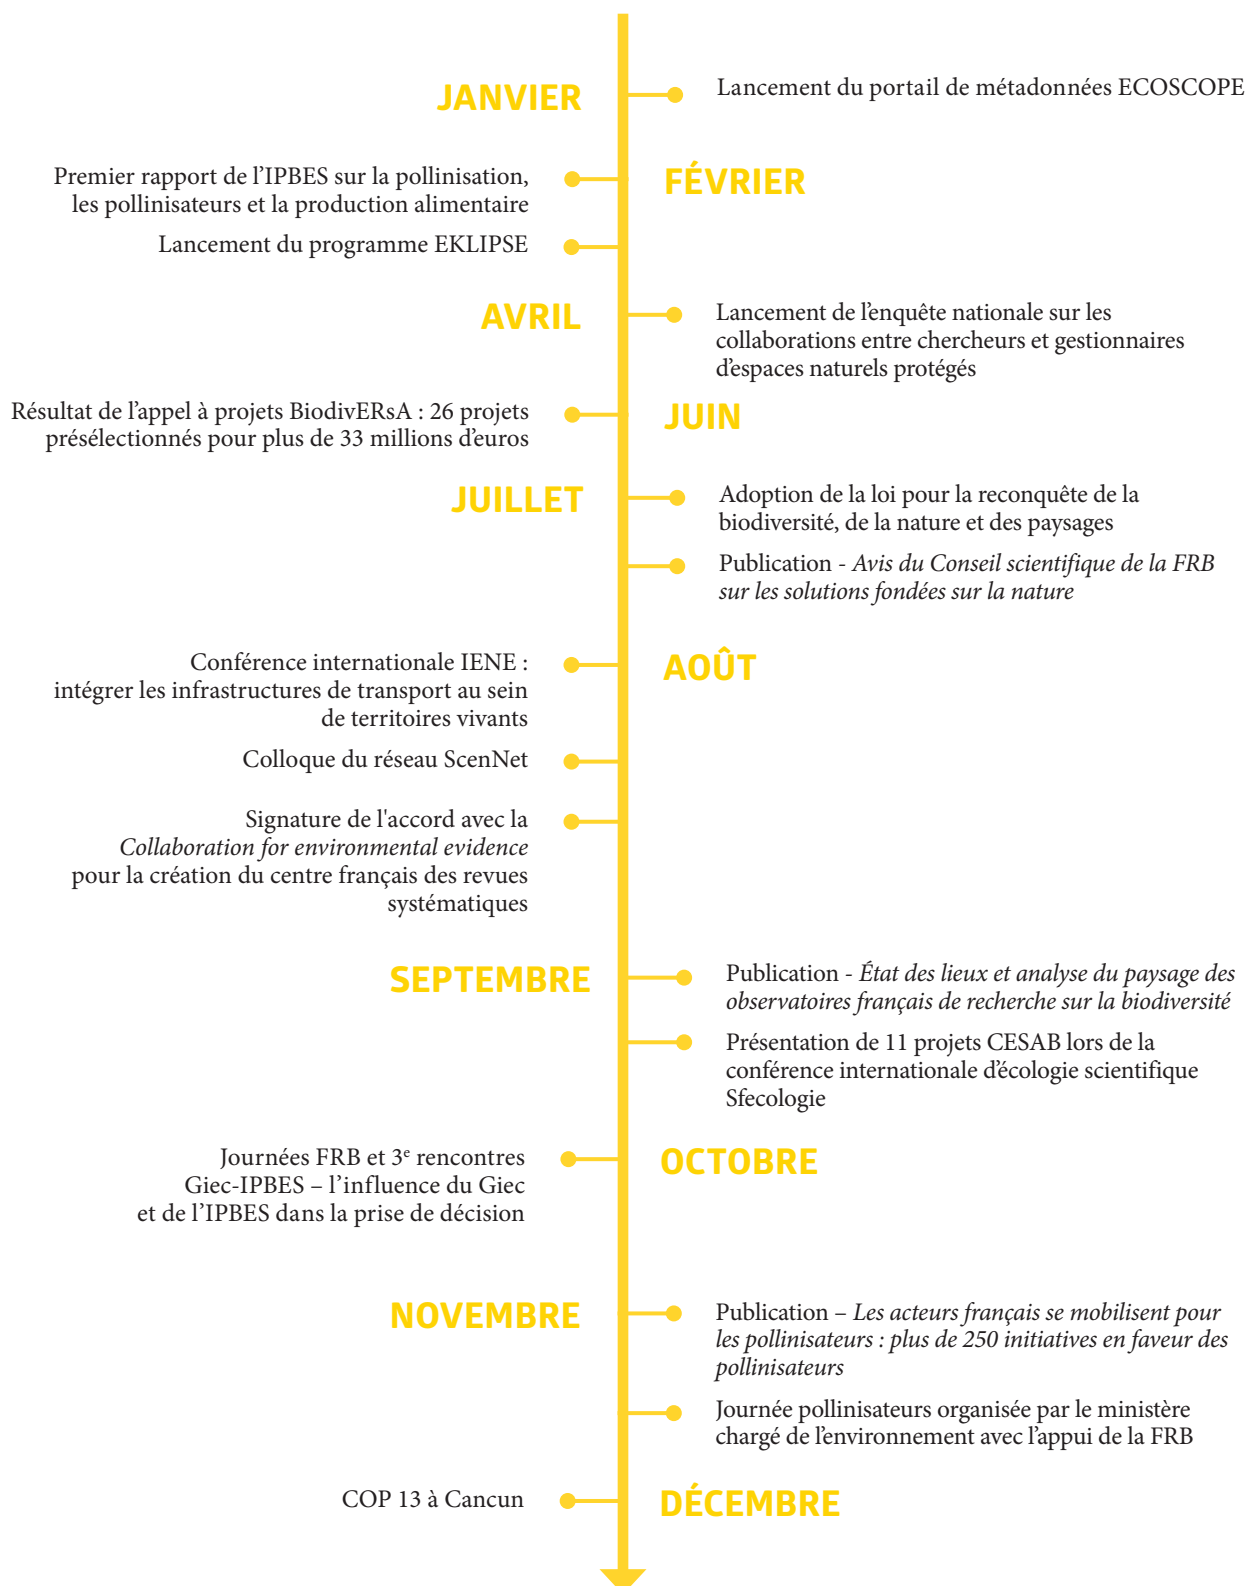 JANVIER
Lancement du portail de métadonnées ECOSCOPE
FÉVRIER
Premier rapport de l'IPBES sur la pollinisation,
les pollinisateurs et la production alimentaire
Lancement du programme EKLIPSE
AVRIL
Lancement de l'enquête nationale sur les
collaborations entre chercheurs et gestionnaires
d'espaces naturels protégés
JUIN
Résultat de l'appel à projets BiodivERsA : 26 projets
présélectionnés pour plus de 33 millions d'euros
JUILLET
Adoption de la loi pour la reconquête de la
biodiversité, de la nature et des paysages
Publication - Avis du Conseil scientifique de la FRB
sur les solutions fondées sur la nature
AOÛT
Conférence internationale IENE :
intégrer les infrastructures de transport au sein
de territoires vivants
Colloque du réseau ScenNet
Signature de l'accord avec la
Collaboration for environmental evidence
pour la création du centre français des revues
systématiques
SEPTEMBRE
Publication - État des lieux et analyse du paysage des
observatoires français de recherche sur la biodiversité
Présentation de 11 projets CESAB lors de la
conférence internationale d'écologie scientifique
Sfecologie
OCTOBRE
Journées FRB et 3e rencontres
Giec-IPBES – l'influence du Giec
et de l'IPBES dans la prise de décision
NOVEMBRE
Publication – Les acteurs français se mobilisent pour
les pollinisateurs : plus de 250 initiatives en faveur des
pollinisateurs
Journée pollinisateurs organisée par le ministère
chargé de l'environnement avec l'appui de la FRB
DÉCEMBRE
COP 13 à Cancun